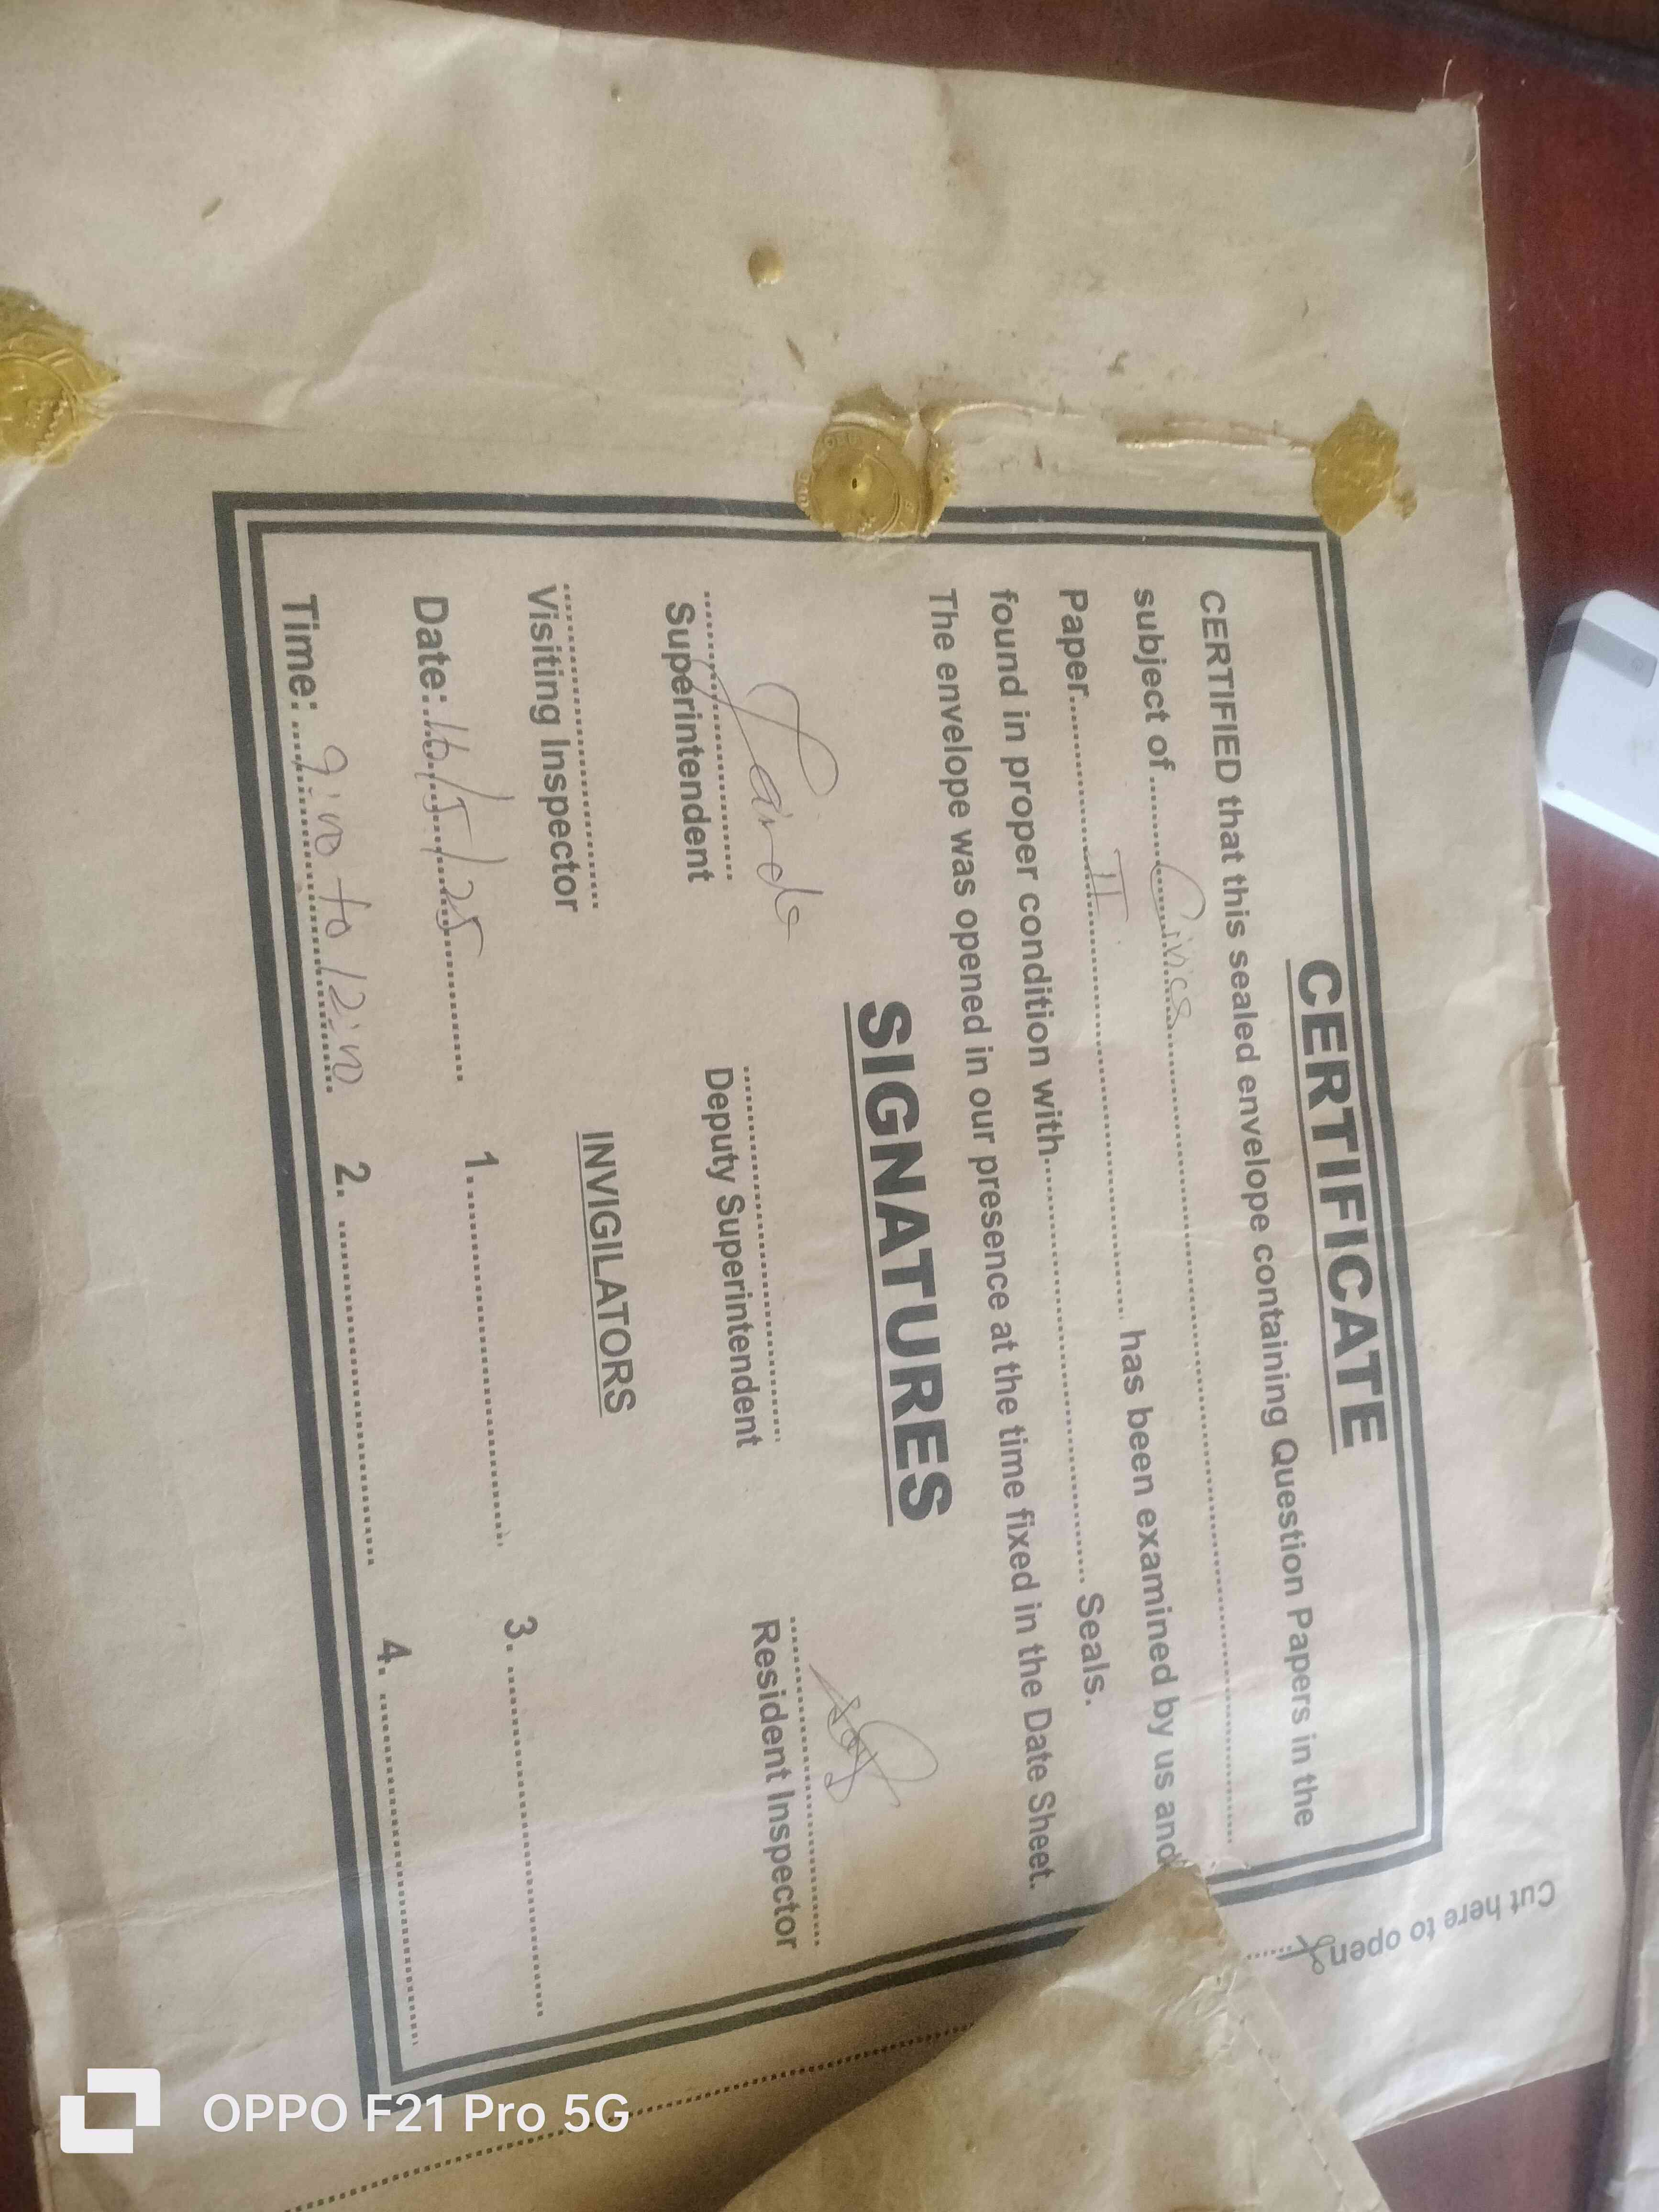 CERTIFICATE
CERTIFIED that this sealed envelope containing Question Papers in the
subject of ........ Civics ........
Paper ........ II ........ has been examined by us and
found in proper condition with ........ Seals.
The envelope was opened in our presence at the time fixed in the Date Sheet.
SIGNATURES
Superintendent
Deputy Superintendent
Resident Inspector
Visiting Inspector
INVIGILATORS
Date: 16/5/25
1. ........
3. ........
Time: 9:00 to 12:00
2. ........
4. ........
Cut here to open
OPPO F21 Pro 5G